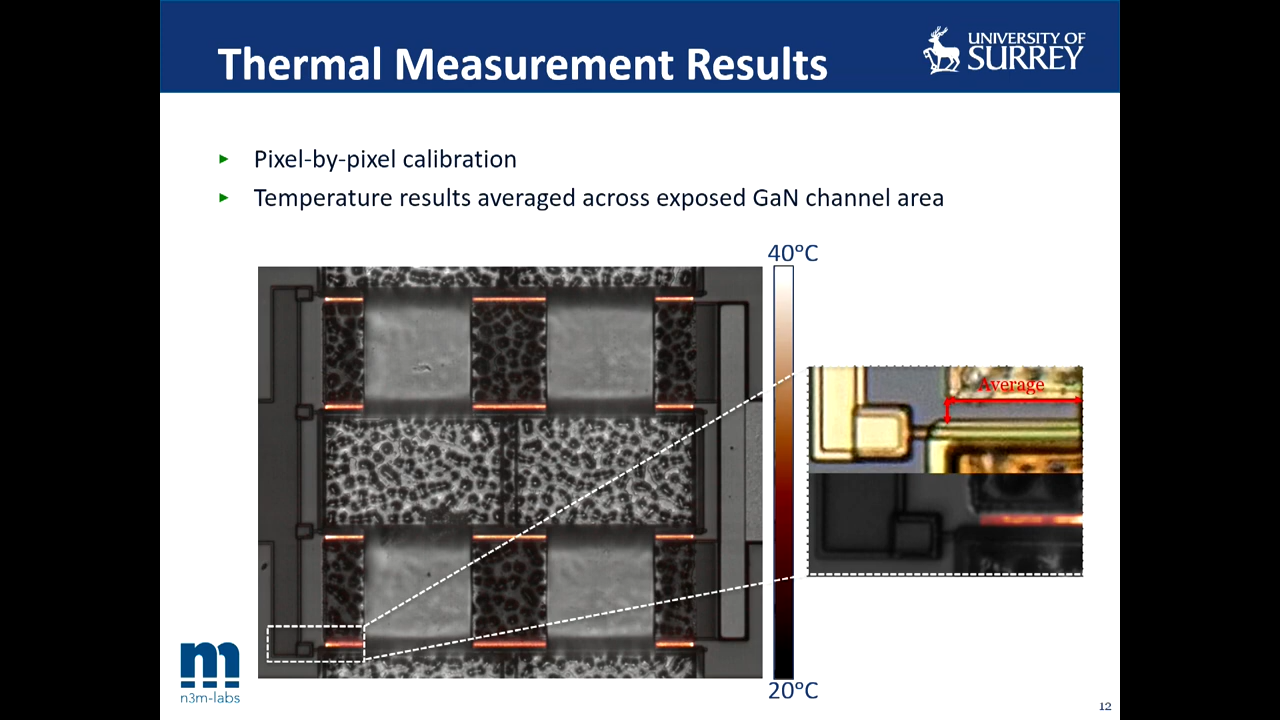 Thermal Measurement Results
UNIVERSITY OF
SURREY
Pixel-by-pixel calibration
Temperature results averaged across exposed GaN channel area
40°C
Average
20°C
m
n3m-labs
12